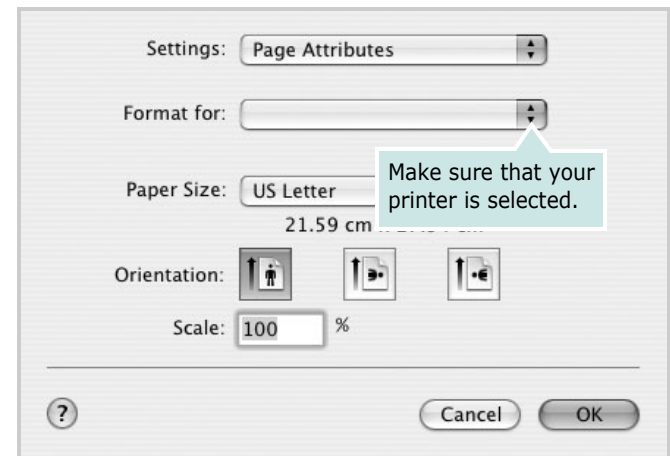 Settings: Page Attributes
Format for:
Make sure that your
printer is selected.
Paper Size: US Letter
21.59 cm
Orientation:
Scale: 100 %
? Cancel OK